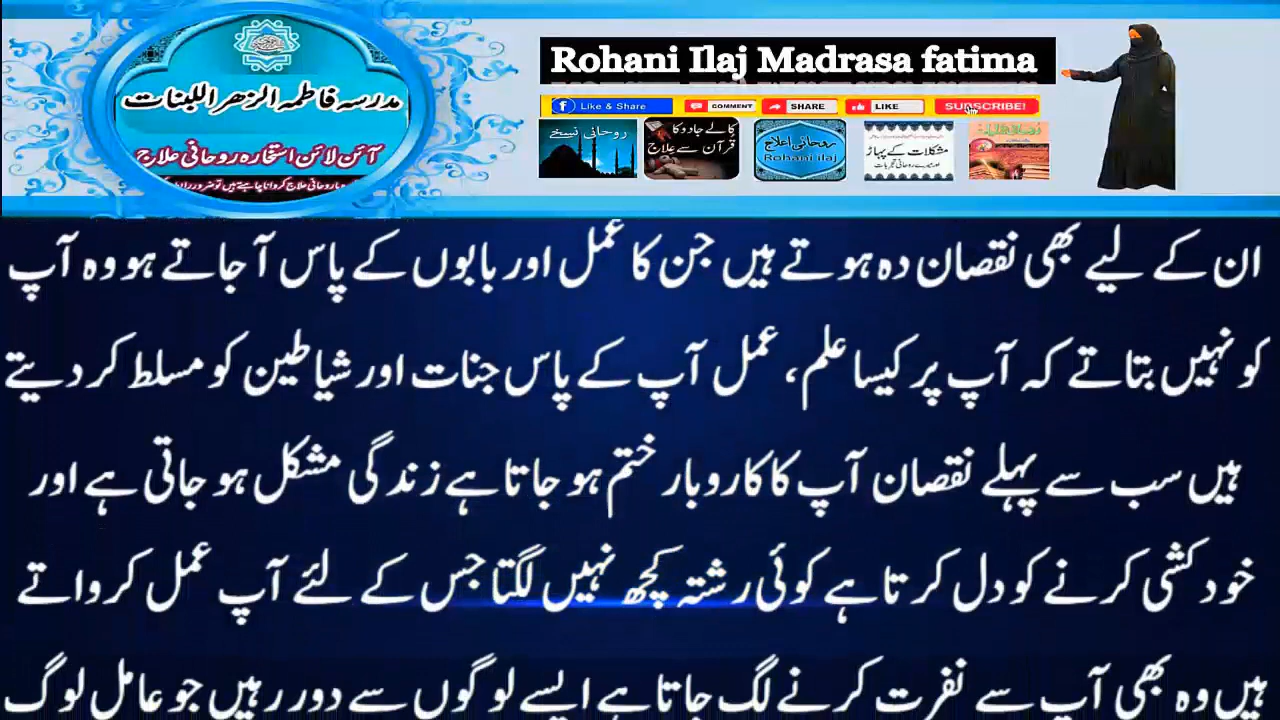 مدرسہ فاطمہ الزھرا للبنات
آئن لائن استخارہ روحانی علاج
Rohani Ilaj Madrasa fatima
Like & Share
COMMENT
SHARE
LIKE
SUBSCRIBE!
روحانی نسخ
کالے جادو کا
قرآن سے علاج
روحانی علاج
Rohani ilaj
مشکلات کے پہاڑ
ان کے لیے بھی نقصان دہ ہوتے ہیں جن کا عمل اور بابوں کے پاس آ جاتے ہو وہ آپ
کو نہیں بتاتے کہ آپ پر کیسا علم، عمل آپ کے پاس جنات اور شیاطین کو مسلط کر دیتے
ہیں سب سے پہلے نقصان آپ کا کاروبار ختم ہو جاتا ہے زندگی مشکل ہو جاتی ہے اور
خودکشی کرنے کو دل کرتا ہے کوئی رشتہ کچھ نہیں لگتا جس کے لئے آپ عمل کرواتے
ہیں وہ بھی آپ سے نفرت کرنے لگ جاتا ہے ایسے لوگوں سے دور رہیں جو عامل لوگ